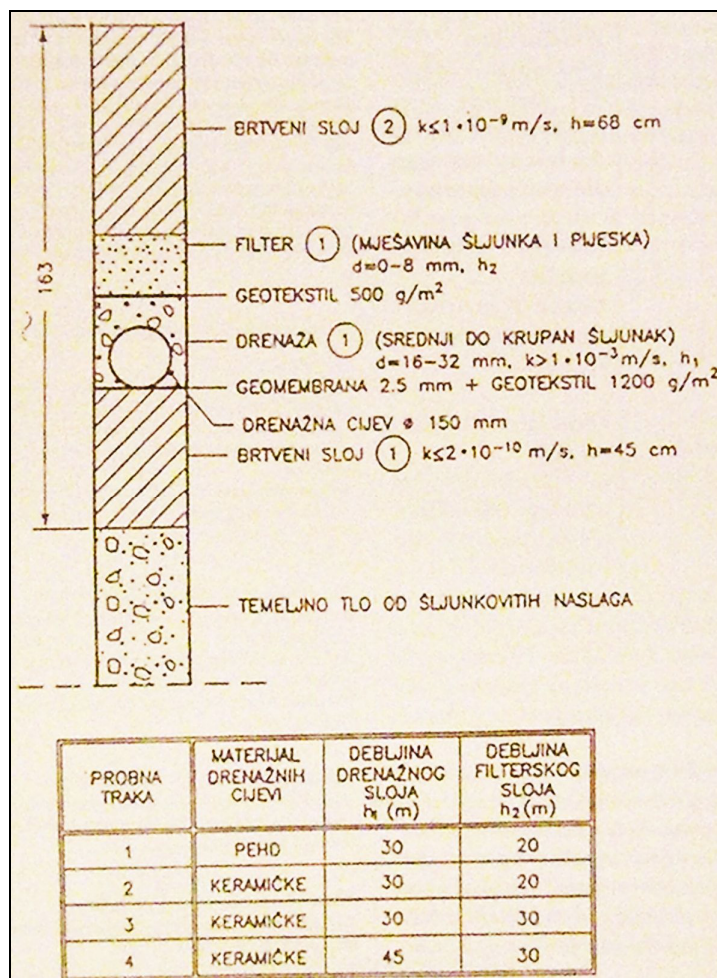 BRTVENI SLOJ 2 k≤1•10⁻⁹m/s, h=68 cm
FILTER 1 (MJEŠAVINA ŠLJUNKA I PIJESKA)
d=0-8 mm, h₂
163
GEOTEKSTIL 500 g/m²
DRENAŽA 1 (SREDNJI DO KRUPAN ŠLJUNAK)
d=16-32 mm, k>1•10⁻³m/s, h₁
GEOMEMBRANA 2.5 mm + GEOTEKSTIL 1200 g/m²
DRENAŽNA CIJEV ø 150 mm
BRTVENI SLOJ 1 k≤2•10⁻¹⁰m/s, h=45 cm
TEMELJNO TLO OD ŠLJUNKOVITIH NASLAGA
PROBNA TRAKA MATERIJAL DRENAŽNIH CIJEVI DEBLJINA DRENAŽNOG SLOJA h₁ (m) DEBLJINA FILTERSKOG SLOJA h₂(m)
1 PEHD 30 20
2 KERAMIČKE 30 20
3 KERAMIČKE 30 30
4 KERAMIČKE 45 30